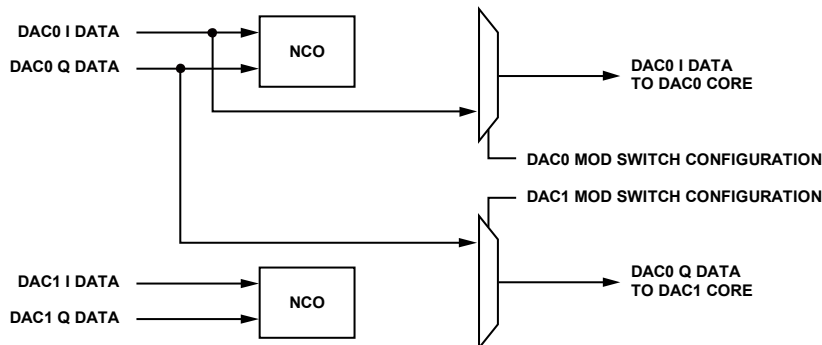 DAC0 I DATA
DAC0 Q DATA
NCO
DAC0 I DATA
TO DAC0 CORE
DAC0 MOD SWITCH CONFIGURATION
DAC1 MOD SWITCH CONFIGURATION
DAC1 I DATA
DAC1 Q DATA
NCO
DAC0 Q DATA
TO DAC1 CORE